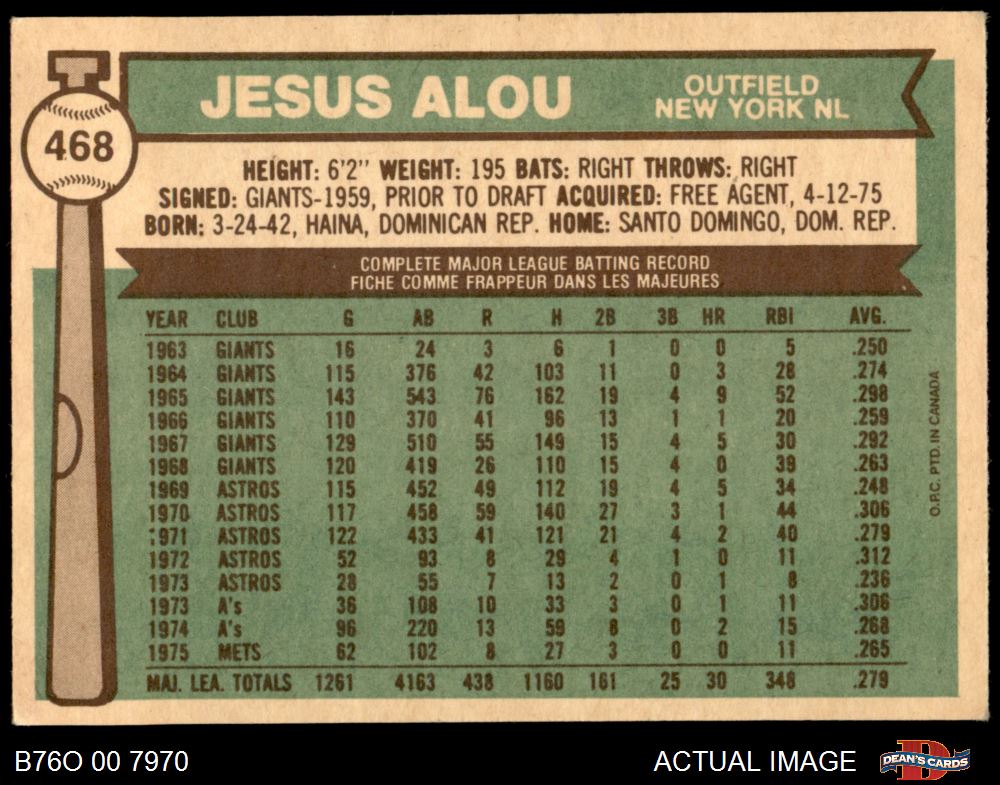 JESUS ALOU
OUTFIELD
NEW YORK NL
468
HEIGHT: 6'2" WEIGHT: 195 BATS: RIGHT THROWS: RIGHT
SIGNED: GIANTS-1959, PRIOR TO DRAFT ACQUIRED: FREE AGENT, 4-12-75
BORN: 3-24-42, HAINA, DOMINICAN REP. HOME: SANTO DOMINGO, DOM. REP.
COMPLETE MAJOR LEAGUE BATTING RECORD
FICHE COMME FRAPPEUR DANS LES MAJEURES
YEAR CLUB G AB R H 2B 3B HR RBI AVG.
1963 GIANTS 16 24 3 6 1 0 0 5 .250
1964 GIANTS 115 376 42 103 11 0 3 28 .274
1965 GIANTS 143 543 76 162 19 4 9 52 .298
1966 GIANTS 110 370 41 96 13 1 1 20 .259
1967 GIANTS 129 510 55 149 15 4 5 30 .292
1968 GIANTS 120 419 26 110 15 4 0 39 .263
1969 ASTROS 115 452 49 112 19 4 5 34 .248
1970 ASTROS 117 458 59 140 27 3 1 44 .306
1971 ASTROS 122 433 41 121 21 4 2 40 .279
1972 ASTROS 52 93 8 29 4 1 0 11 .312
1973 ASTROS 28 55 7 13 2 0 1 8 .236
1973 A's 36 108 10 33 3 0 1 11 .306
1974 A's 96 220 13 59 8 0 2 15 .268
1975 METS 62 102 8 27 3 0 0 11 .265
MAJ. LEA. TOTALS 1261 4163 438 1160 161 25 30 348 .279
O.P.C. PTD. IN CANADA
B76O 00 7970
ACTUAL IMAGE
D
DEAN'S CARDS